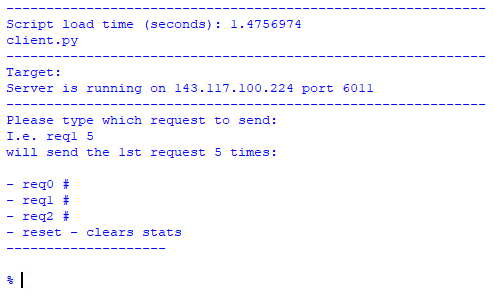 ------------------------------------------------------------
Script load time (seconds): 1.4756974
client.py
------------------------------------------------------------
Target:
Server is running on 143.117.100.224 port 6011
------------------------------------------------------------
Please type which request to send:
I.e. req1 5
will send the 1st request 5 times:
- req0 #
- req1 #
- req2 #
- reset - clears stats
--------------------
%